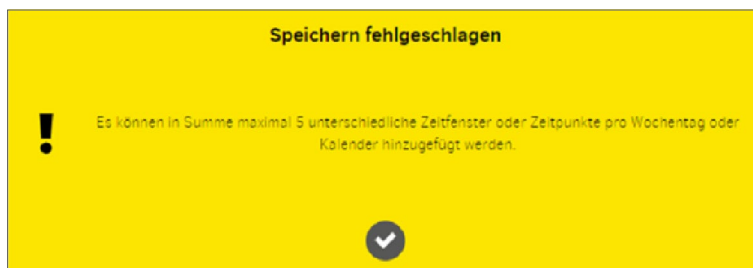 Speichern fehlgeschlagen
Es können in Summe maximal 5 unterschiedliche Zeitfenster oder Zeitpunkte pro Wochentag oder
Kalender hinzugefügt werden.